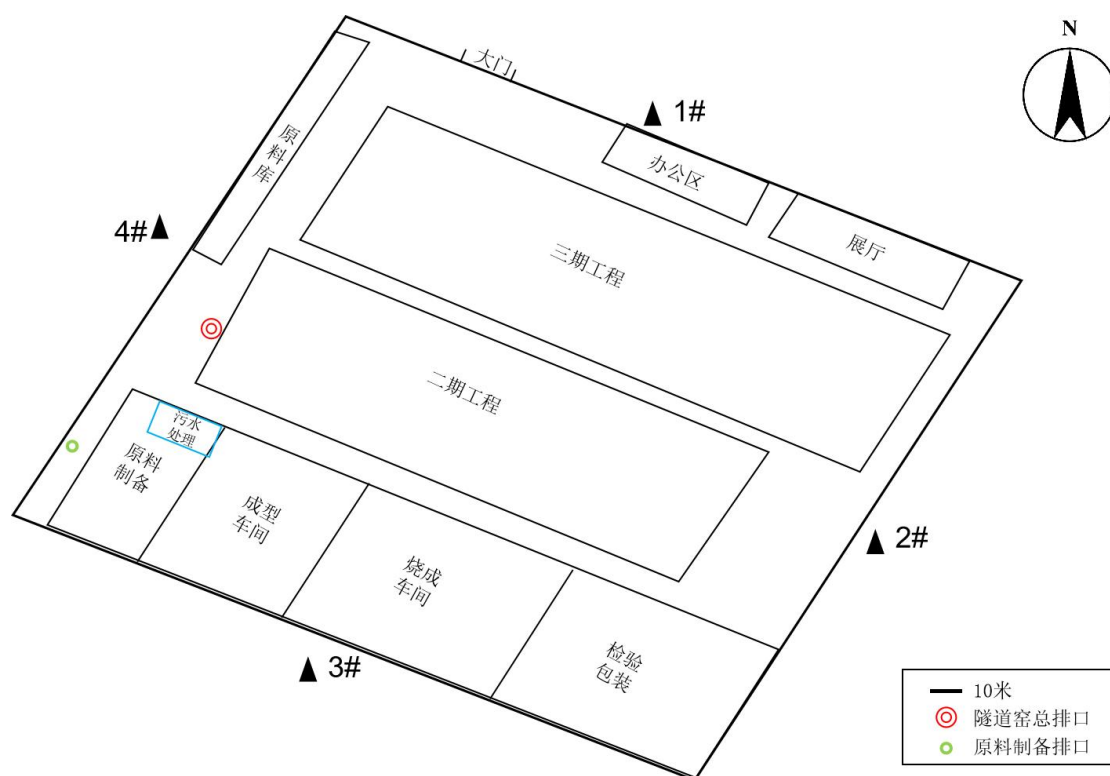 N
大门
1#
办公区
原料库
展厅
4#
三期工程
二期工程
污水
处理
原料
制备
成型
车间
2#
烧成
车间
检验
包装
3#
10米
隧道窑总排口
原料制备排口